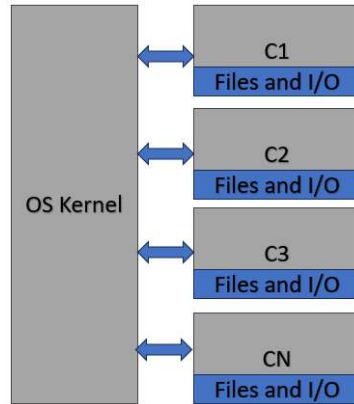 OS Kernel
C1
Files and I/O
C2
Files and I/O
C3
Files and I/O
CN
Files and I/O